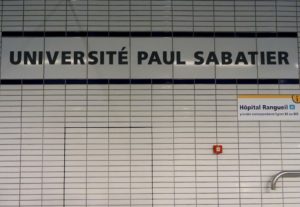 UNIVERSITÉ PAUL SABATIER
Hôpital Rangueil